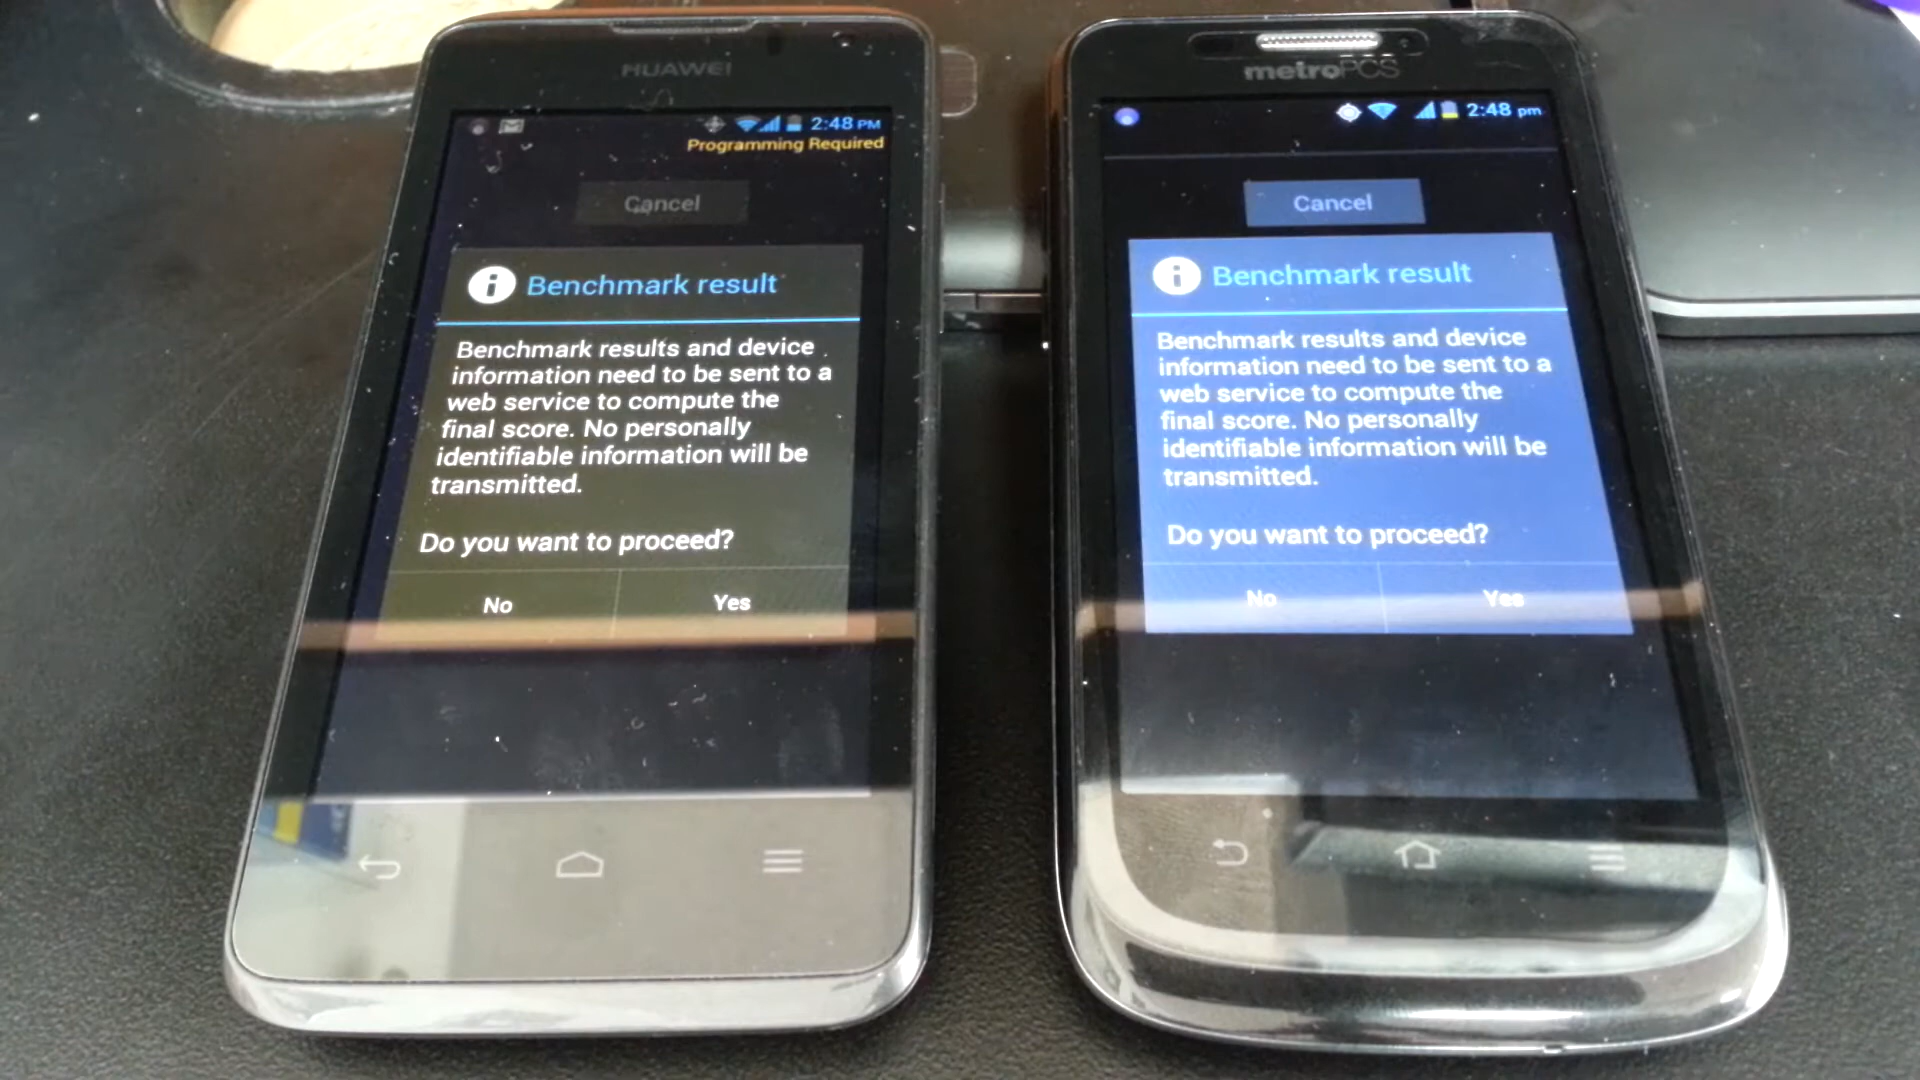 HUAWEI
2:48 PM
Programming Required
Cancel
Benchmark result
Benchmark results and device
information need to be sent to a
web service to compute the
final score. No personally
identifiable information will be
transmitted.
Do you want to proceed?
No
Yes
metroPCS
2:48 pm
Cancel
Benchmark result
Benchmark results and device
information need to be sent to a
web service to compute the
final score. No personally
identifiable information will be
transmitted.
Do you want to proceed?
No
Yes